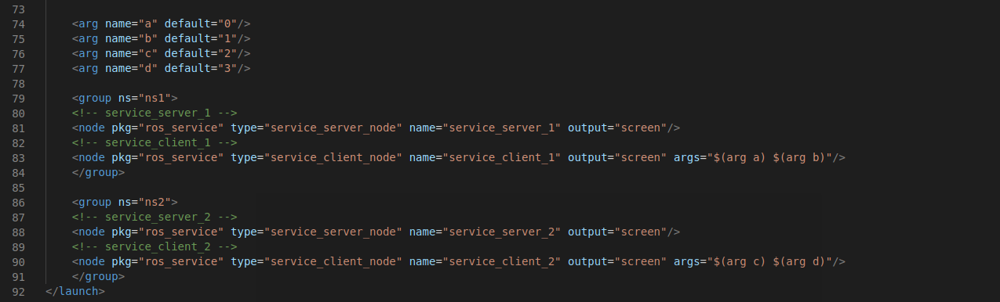 73
74 <arg name="a" default="0"/>
75 <arg name="b" default="1"/>
76 <arg name="c" default="2"/>
77 <arg name="d" default="3"/>
78
79 <group ns="ns1">
80 <!-- service_server_1 -->
81 <node pkg="ros_service" type="service_server_node" name="service_server_1" output="screen"/>
82 <!-- service_client_1 -->
83 <node pkg="ros_service" type="service_client_node" name="service_client_1" output="screen" args="$(arg a) $(arg b)"/>
84 </group>
85
86 <group ns="ns2">
87 <!-- service_server_2 -->
88 <node pkg="ros_service" type="service_server_node" name="service_server_2" output="screen"/>
89 <!-- service_client_2 -->
90 <node pkg="ros_service" type="service_client_node" name="service_client_2" output="screen" args="$(arg c) $(arg d)"/>
91 </group>
92 </launch>